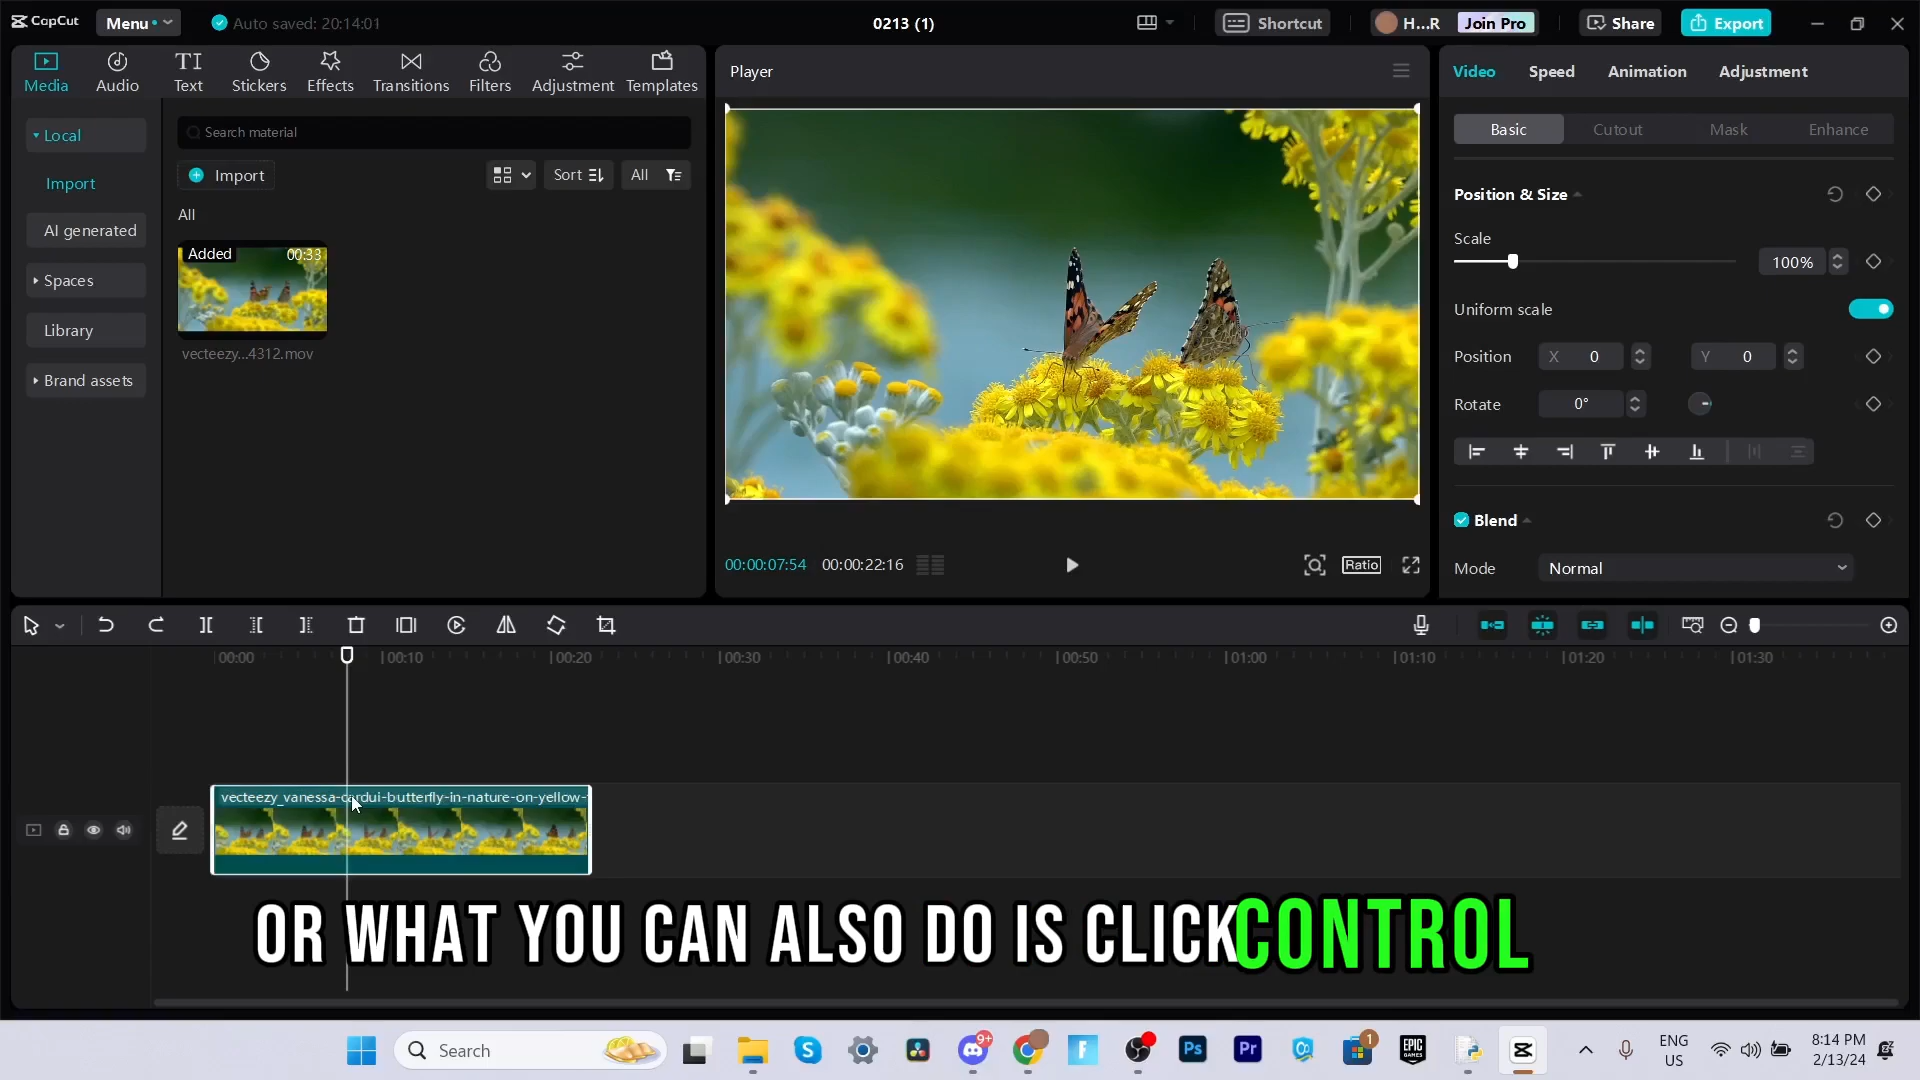 CapCut
Menu
Auto saved: 20:14:01
0213 (1)
Shortcut
H...R
Join Pro
Share
Export
Media
Audio
Text
Stickers
Effects
Transitions
Filters
Adjustment
Templates
Local
Import
AI generated
Spaces
Library
Brand assets
Search material
Import
Sort
All
All
Added
00:33
vecteezy...4312.mov
Player
00:00:07:54
00:00:22:16
Ratio
Video
Speed
Animation
Adjustment
Basic
Cutout
Mask
Enhance
Position & Size
Scale
100%
Uniform scale
Position
X 0
Y 0
Rotate
0°
Blend
Mode
Normal
00:00
00:10
00:20
00:30
00:40
00:50
01:00
01:10
01:20
01:30
vecteezy_vanessa-cardui-butterfly-in-nature-on-yellow-
OR WHAT YOU CAN ALSO DO IS CLICK CONTROL
Search
9+
F
Ps
Pr
1
EPIC
GAMES
ENG
US
8:14 PM
2/13/24